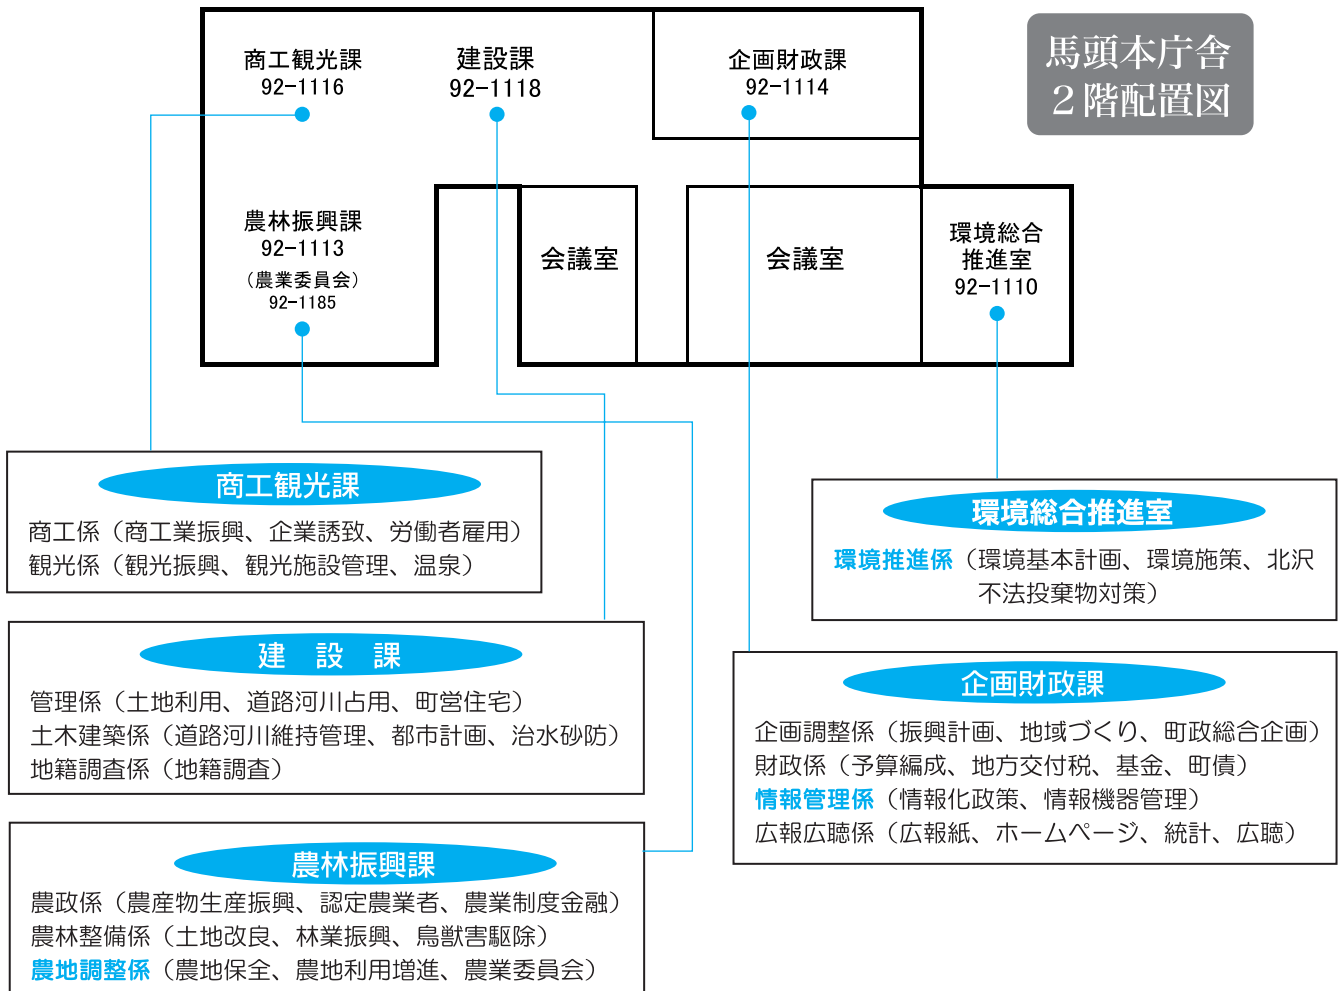 馬頭本庁舎
2階配置図
商工観光課
92-1116
建設課
92-1118
企画財政課
92-1114
農林振興課
92-1113
（農業委員会）
92-1185
会議室
会議室
環境総合
推進室
92-1110
商工観光課
商工係（商工業振興、企業誘致、労働者雇用）
観光係（観光振興、観光施設管理、温泉）
建　設　課
管理係（土地利用、道路河川占用、町営住宅）
土木建築係（道路河川維持管理、都市計画、治水砂防）
地籍調査係（地籍調査）
農林振興課
農政係（農産物生産振興、認定農業者、農業制度金融）
農林整備係（土地改良、林業振興、鳥獣害駆除）
農地調整係（農地保全、農地利用増進、農業委員会）
環境総合推進室
環境推進係（環境基本計画、環境施策、北沢
不法投棄物対策）
企画財政課
企画調整係（振興計画、地域づくり、町政総合企画）
財政係（予算編成、地方交付税、基金、町債）
情報管理係（情報化政策、情報機器管理）
広報広聴係（広報紙、ホームページ、統計、広聴）